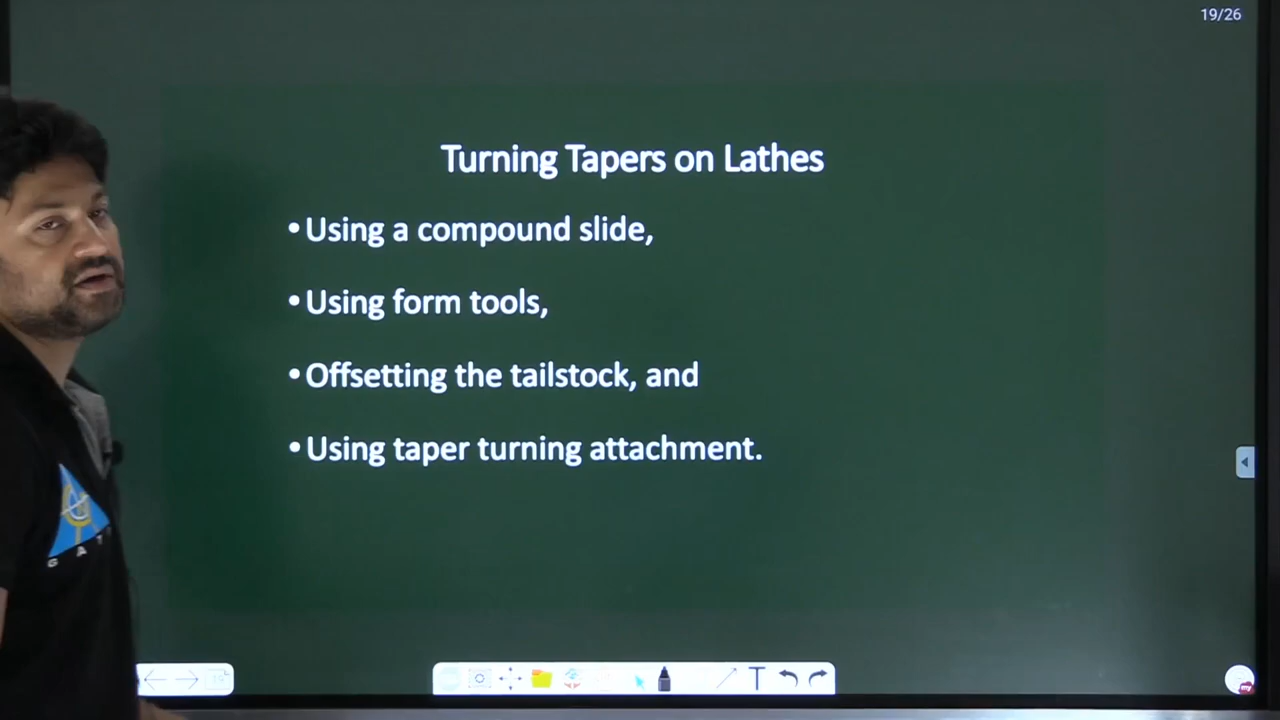 19/26
Turning Tapers on Lathes
• Using a compound slide,
• Using form tools,
• Offsetting the tailstock, and
• Using taper turning attachment.
G A T
T